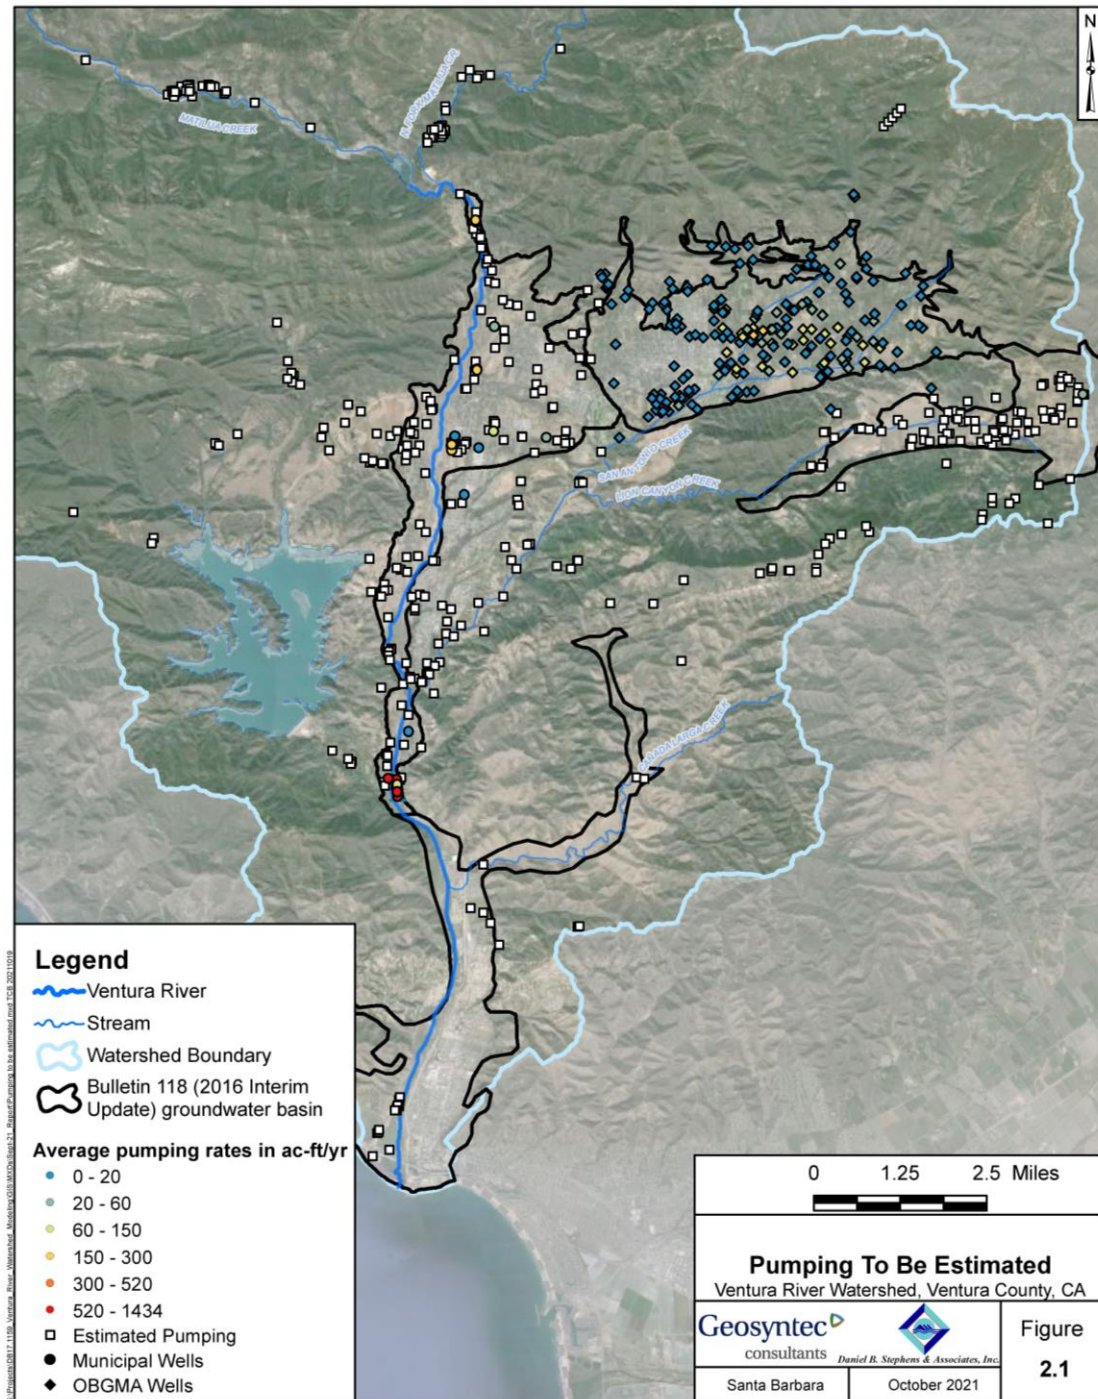 N
MATILIJA CREEK
N. FORK MATILIJA CR.
SAN ANTONIO CREEK
LION CANYON CREEK
CANADA LARGA CREEK
Legend
Ventura River
Stream
Watershed Boundary
Bulletin 118 (2016 Interim
Update) groundwater basin
Average pumping rates in ac-ft/yr
0 - 20
20 - 60
60 - 150
150 - 300
300 - 520
520 - 1434
Estimated Pumping
Municipal Wells
OBGMA Wells
0 1.25 2.5 Miles
Pumping To Be Estimated
Ventura River Watershed, Ventura County, CA
Geosyntec
consultants
Daniel B. Stephens & Associates, Inc.
Santa Barbara
October 2021
Figure
2.1